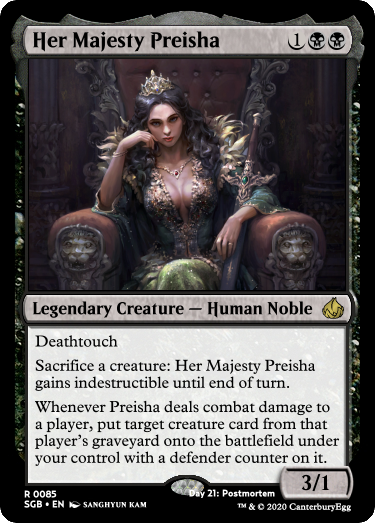 Her Majesty Preisha 1
Legendary Creature — Human Noble
Deathtouch
Sacrifice a creature: Her Majesty Preisha
gains indestructible until end of turn.
Whenever Preisha deals combat damage to
a player, put target creature card from that
player's graveyard onto the battlefield under
your control with a defender counter on it.
3/1
R 0085 Day 21: Postmortem
SGB • EN SANGHYUN KAM ™ & © 2020 CanterburyEgg